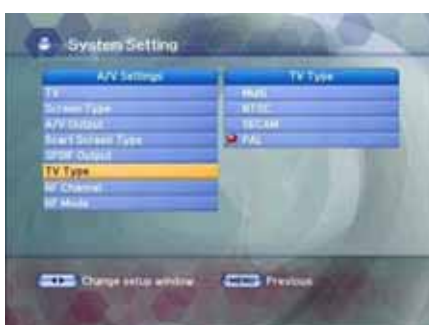 System Setting
A/V Settings
TV
Screen Type
A/V Output
Scart Screen Type
SPDIF Output
TV Type
RF Channel
RF Mode
TV Type
Multi
NTSC
SECAM
PAL
Change setup window
MENU Previous